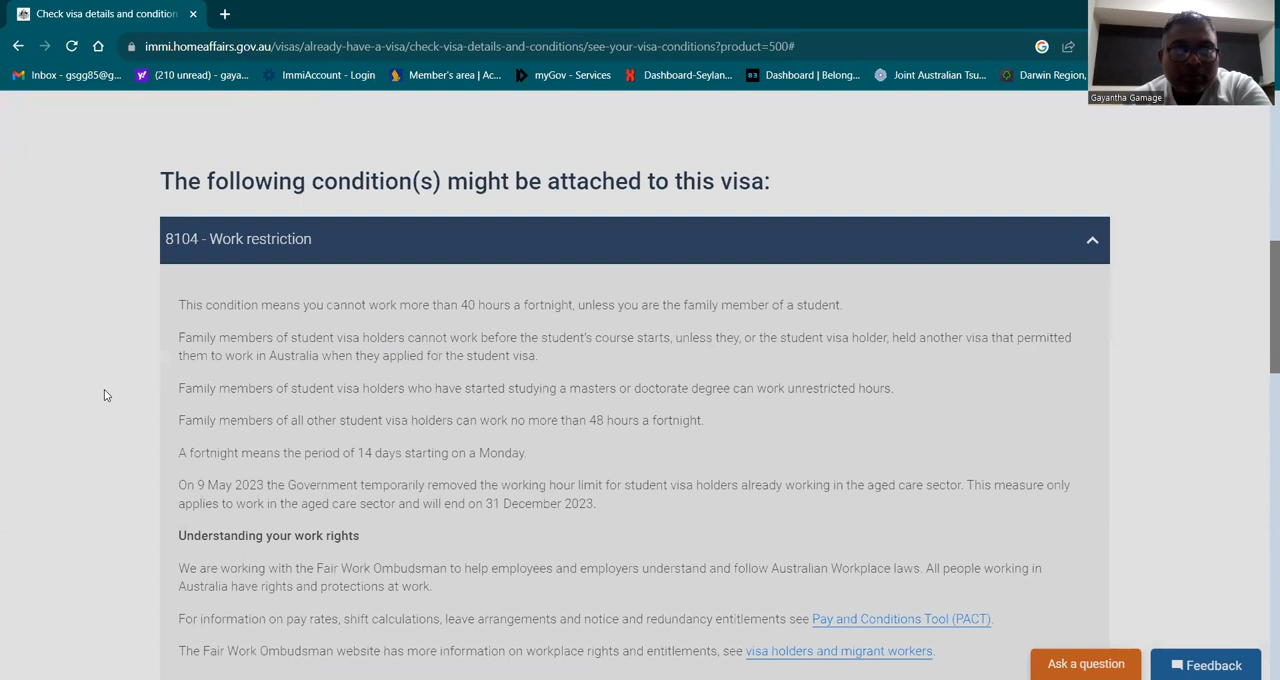 Check visa details and condition
immi.homeaffairs.gov.au/visas/already-have-a-visa/check-visa-details-and-conditions/see-your-visa-conditions?product=500#
Inbox - gsgg85@g...
(210 unread) - gaya...
ImmiAccount - Login
Member's area | Ac...
myGov - Services
Dashboard-Seylan...
Dashboard | Belong...
Joint Australian Tsu...
Darwin Region,
Gayantha Gamage
The following condition(s) might be attached to this visa:
8104 - Work restriction
This condition means you cannot work more than 40 hours a fortnight, unless you are the family member of a student.
Family members of student visa holders cannot work before the student's course starts, unless they, or the student visa holder, held another visa that permitted
them to work in Australia when they applied for the student visa.
Family members of student visa holders who have started studying a masters or doctorate degree can work unrestricted hours.
Family members of all other student visa holders can work no more than 48 hours a fortnight.
A fortnight means the period of 14 days starting on a Monday.
On 9 May 2023 the Government temporarily removed the working hour limit for student visa holders already working in the aged care sector. This measure only
applies to work in the aged care sector and will end on 31 December 2023.
Understanding your work rights
We are working with the Fair Work Ombudsman to help employees and employers understand and follow Australian Workplace laws. All people working in
Australia have rights and protections at work.
For information on pay rates, shift calculations, leave arrangements and notice and redundancy entitlements see Pay and Conditions Tool (PACT).
The Fair Work Ombudsman website has more information on workplace rights and entitlements, see visa holders and migrant workers.
Ask a question
Feedback